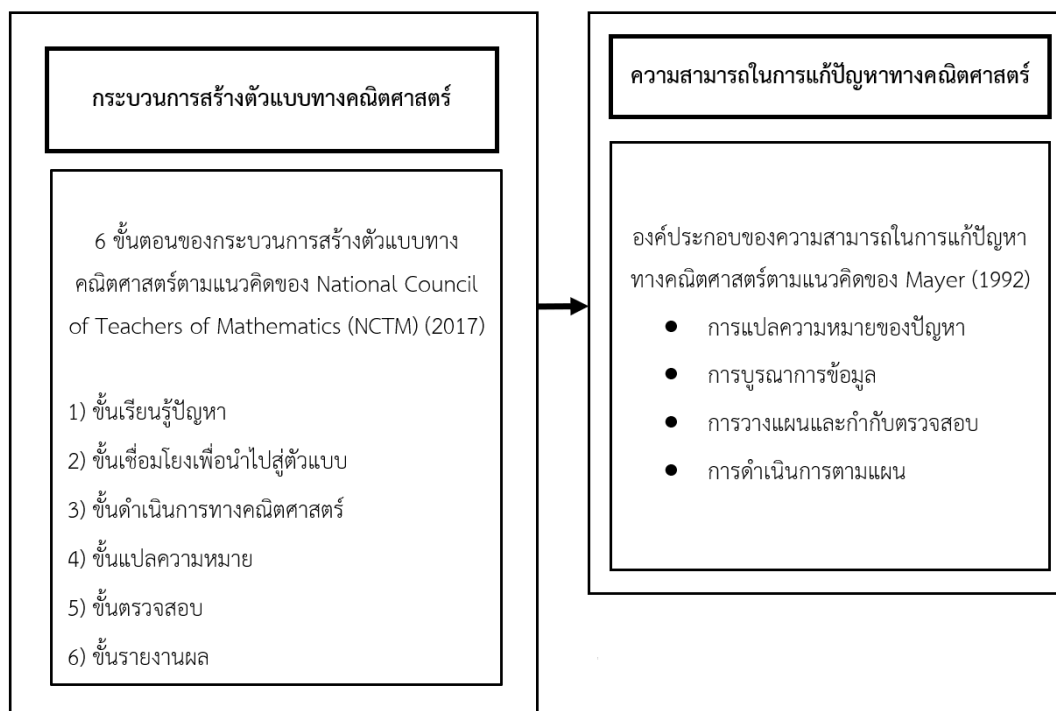 กระบวนการสร้างตัวแบบทางคณิตศาสตร์
6 ขั้นตอนของกระบวนการสร้างตัวแบบทาง
คณิตศาสตร์ตามแนวคิดของ National Council
of Teachers of Mathematics (NCTM) (2017)
1) ขั้นเรียนรู้ปัญหา
2) ขั้นเชื่อมโยงเพื่อนำไปสู่ตัวแบบ
3) ขั้นดำเนินการทางคณิตศาสตร์
4) ขั้นแปลความหมาย
5) ขั้นตรวจสอบ
6) ขั้นรายงานผล
ความสามารถในการแก้ปัญหาทางคณิตศาสตร์
องค์ประกอบของความสามารถในการแก้ปัญหา
ทางคณิตศาสตร์ตามแนวคิดของ Mayer (1992)
● การแปลความหมายของปัญหา
● การบูรณาการข้อมูล
● การวางแผนและกำกับตรวจสอบ
● การดำเนินการตามแผน